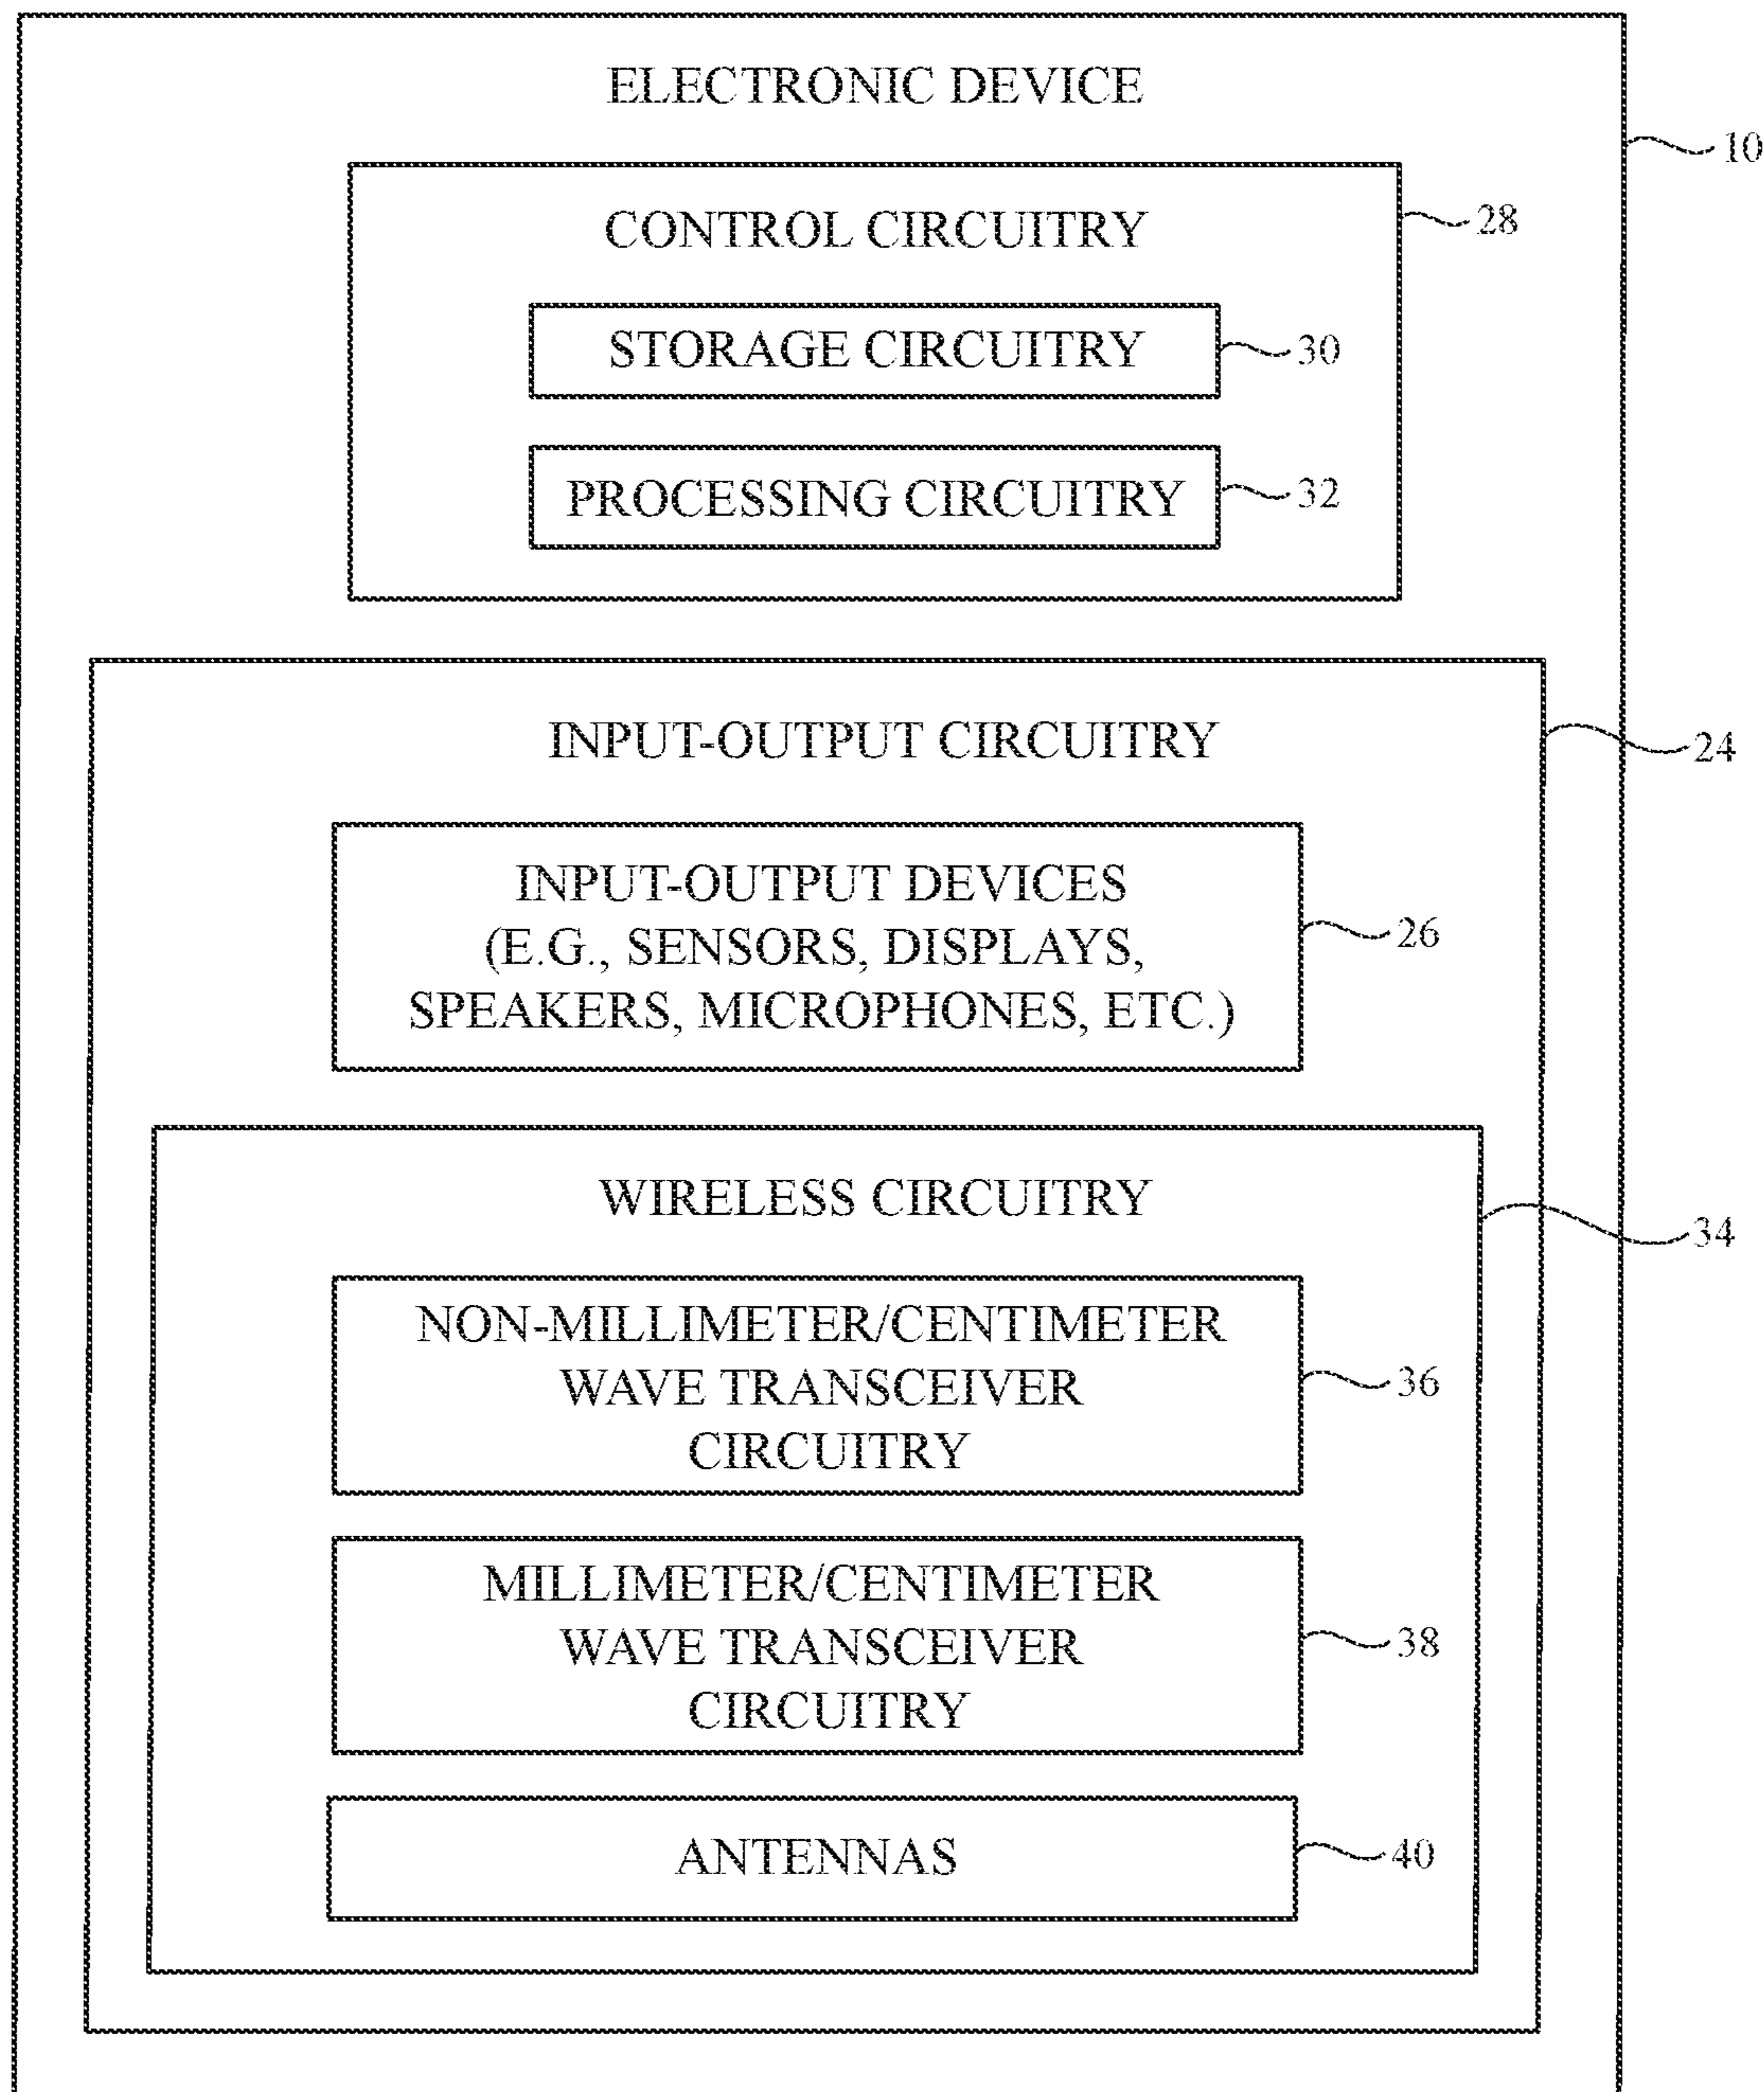 ELECTRONIC DEVICE
10
CONTROL CIRCUITRY
28
STORAGE CIRCUITRY
30
PROCESSING CIRCUITRY
32
INPUT-OUTPUT CIRCUITRY
24
INPUT-OUTPUT DEVICES
(E.G., SENSORS, DISPLAYS,
SPEAKERS, MICROPHONES, ETC.)
26
WIRELESS CIRCUITRY
34
NON-MILLIMETER/CENTIMETER
WAVE TRANSCEIVER
CIRCUITRY
36
MILLIMETER/CENTIMETER
WAVE TRANSCEIVER
CIRCUITRY
38
ANTENNAS
40